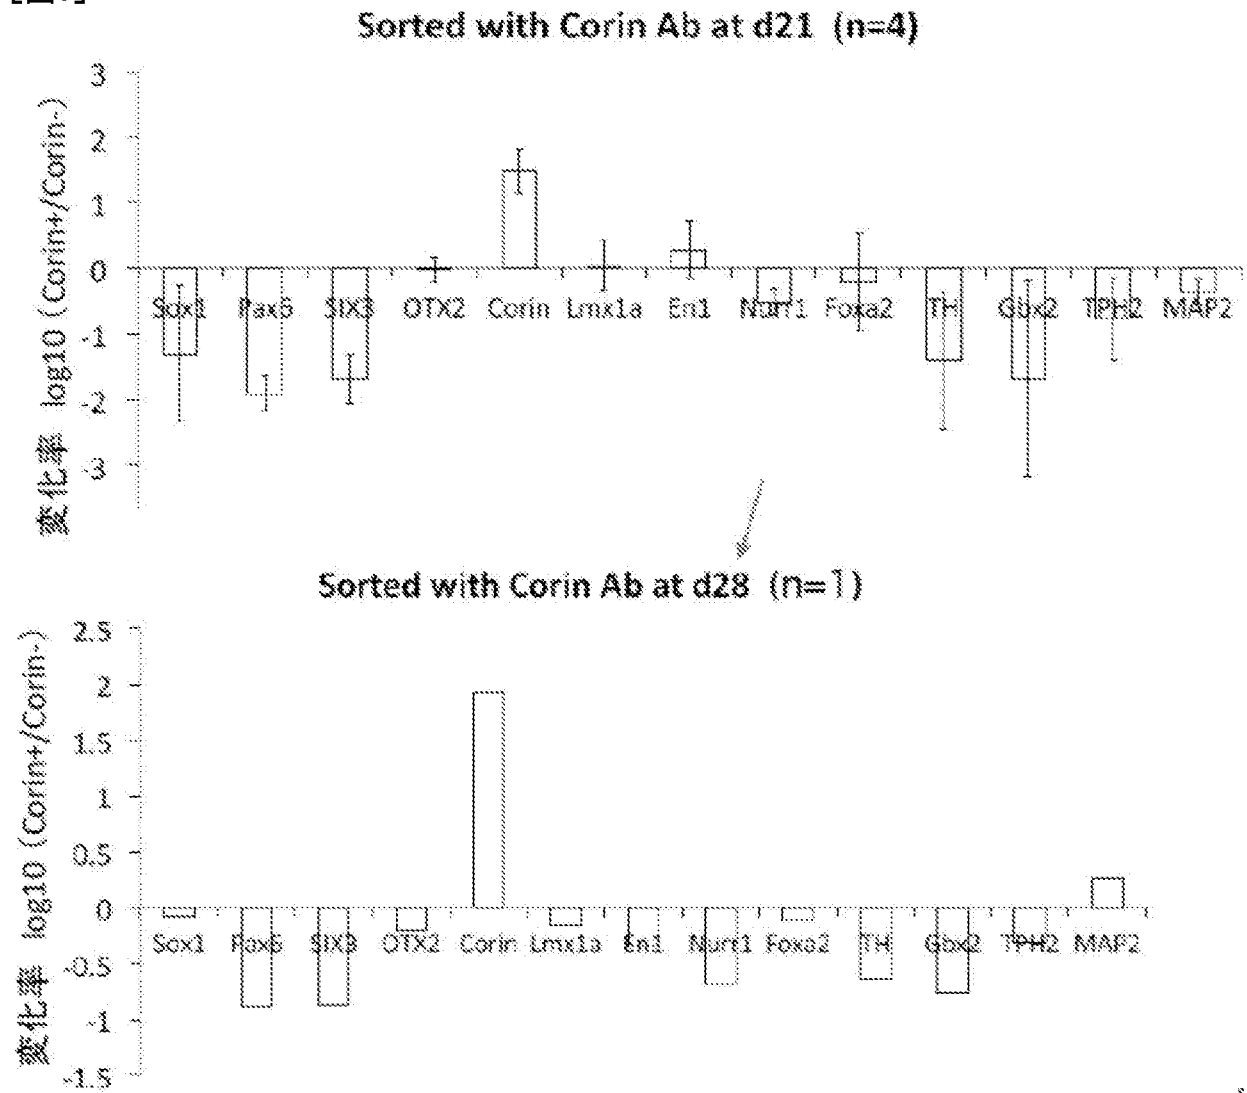 Sorted with Corin Ab at d21 (n=4)
変化率 log10 (Corin+/Corin-)
3
2
1
0
-1
-2
-3
Sox1 Pax6 SIX3 OTX2 Corin Lmx1a En1 Nurr1 Foxa2 TH Gbx2 TPH2 MAP2
Sorted with Corin Ab at d28 (n=1)
変化率 log10 (Corin+/Corin-)
2.5
2
1.5
1
0.5
0
-0.5
-1
-1.5
Sox1 Pax6 SIX3 OTX2 Corin Lmx1a En1 Nurr1 Foxa2 TH Gbx2 TPH2 MAP2